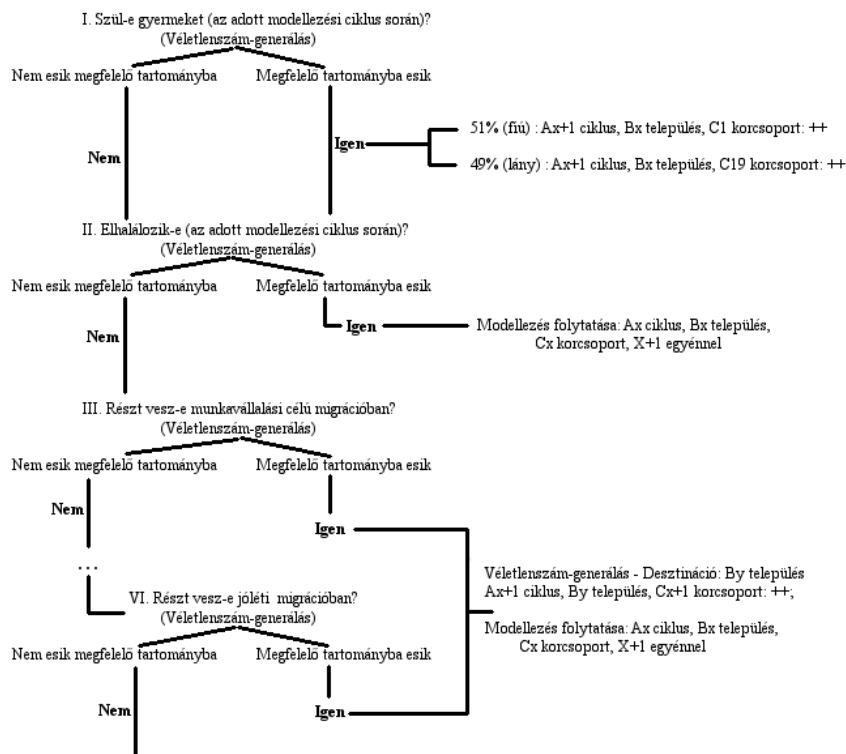 I. Szül-e gyermeket (az adott modellezési ciklus során)?
(Véletlenszám-generálás)
Nem esik megfelelő tartományba
Megfelelő tartományba esik
Nem
Igen
51% (fiú) : Ax+1 ciklus, Bx település, C1 korcsoport: ++
49% (lány) : Ax+1 ciklus, Bx település, C19 korcsoport: ++
II. Elhalálozik-e (az adott modellezési ciklus során)?
(Véletlenszám-generálás)
Nem esik megfelelő tartományba
Megfelelő tartományba esik
Nem
Igen
Modellezés folytatása: Ax ciklus, Bx település,
Cx korcsoport, X+1 egyénnel
III. Részt vesz-e munkavállalási célú migrációban?
(Véletlenszám-generálás)
Nem esik megfelelő tartományba
Megfelelő tartományba esik
Nem
Igen
...
Véletlenszám-generálás - Desztináció: By település
Ax+1 ciklus, By település, Cx+1 korcsoport: ++;
Modellezés folytatása: Ax ciklus, Bx település,
Cx korcsoport, X+1 egyénnel
VI. Részt vesz-e jóléti migrációban?
(Véletlenszám-generálás)
Nem esik megfelelő tartományba
Megfelelő tartományba esik
Nem
Igen